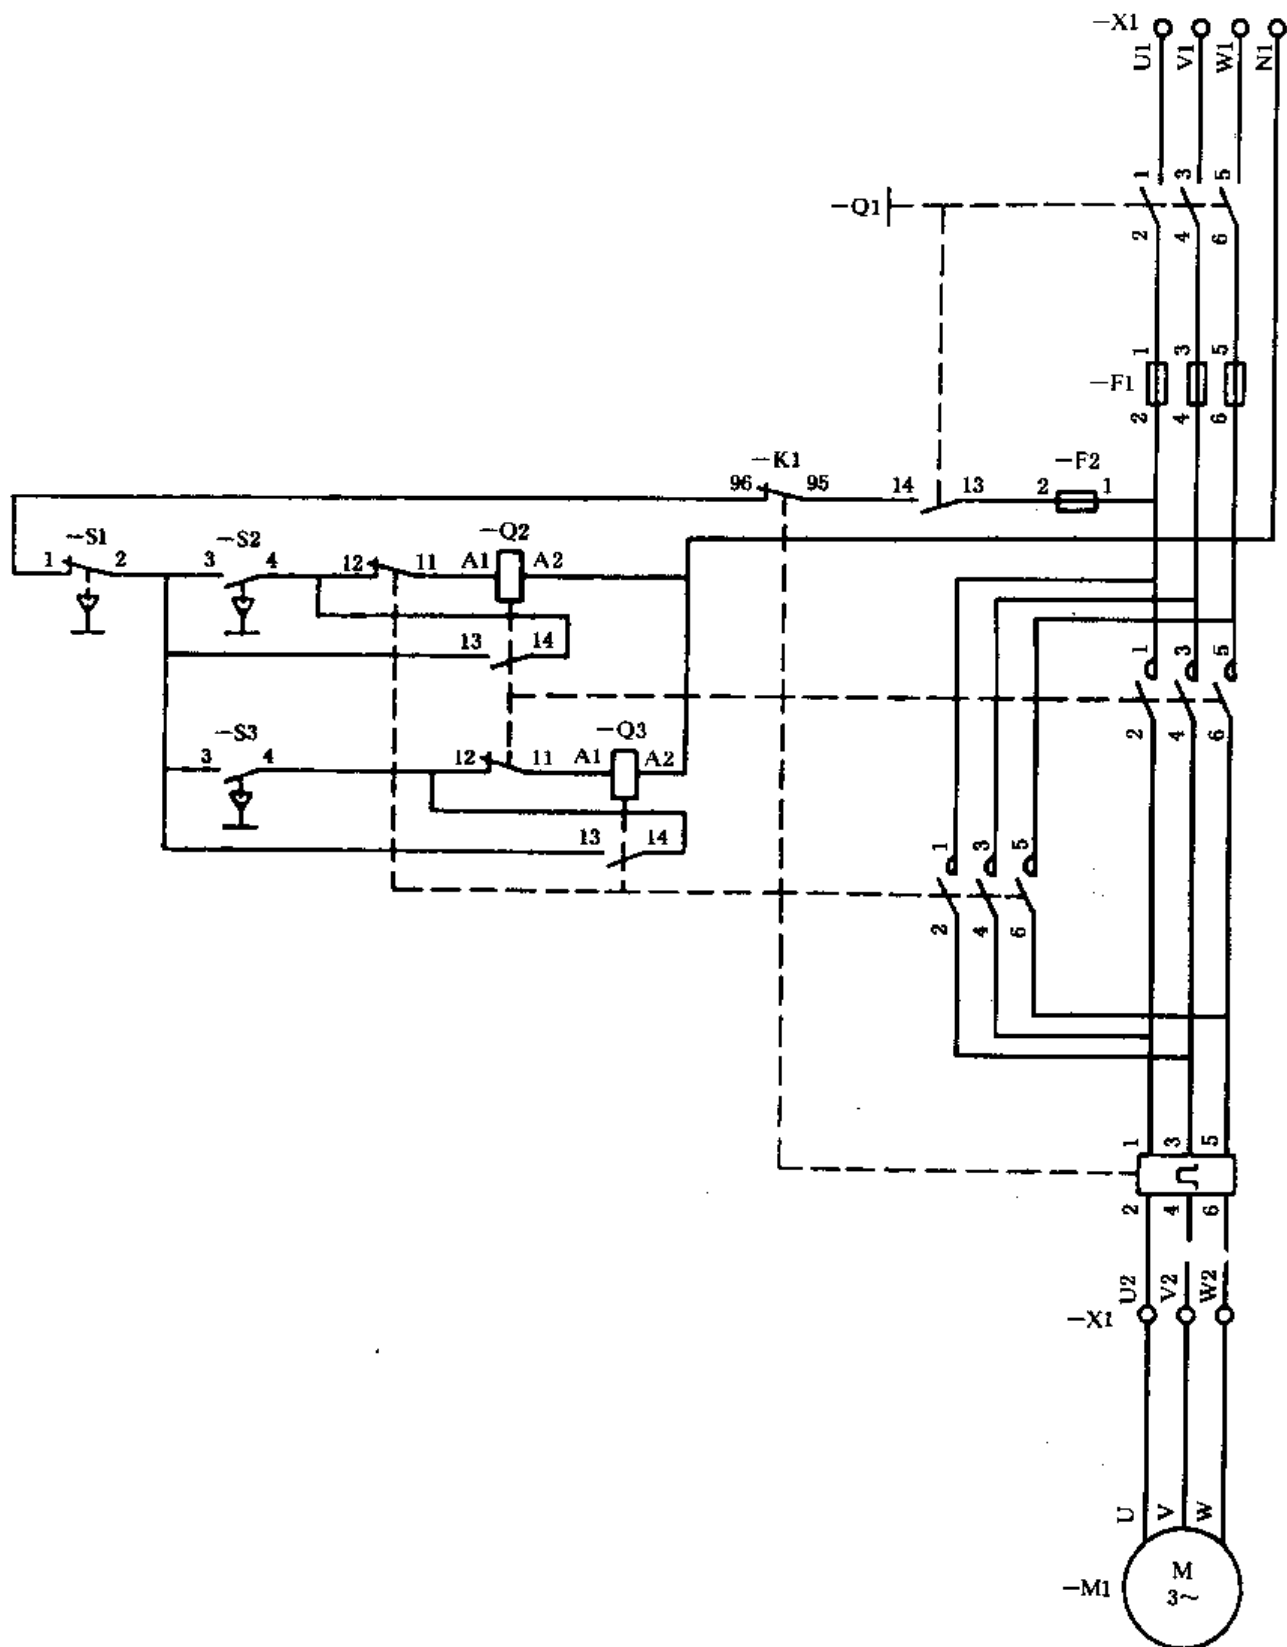 —X1
U1 V1 W1 N1
1 3 5
—Q1
2 4 6
1 3 5
—F1
2 4 6
—K1 —F2
96 95 14 13 2 1
—S1 —S2 —Q2
1 2 3 4 12 11 A1 A2
13 14
1 3 5
2 4 6
—S3 —Q3
3 4 12 11 A1 A2
13 14
1 3 5
2 4 6
1 3 5
2 4 6
U2 V2 W2
—X1
U V W
—M1
M
3~